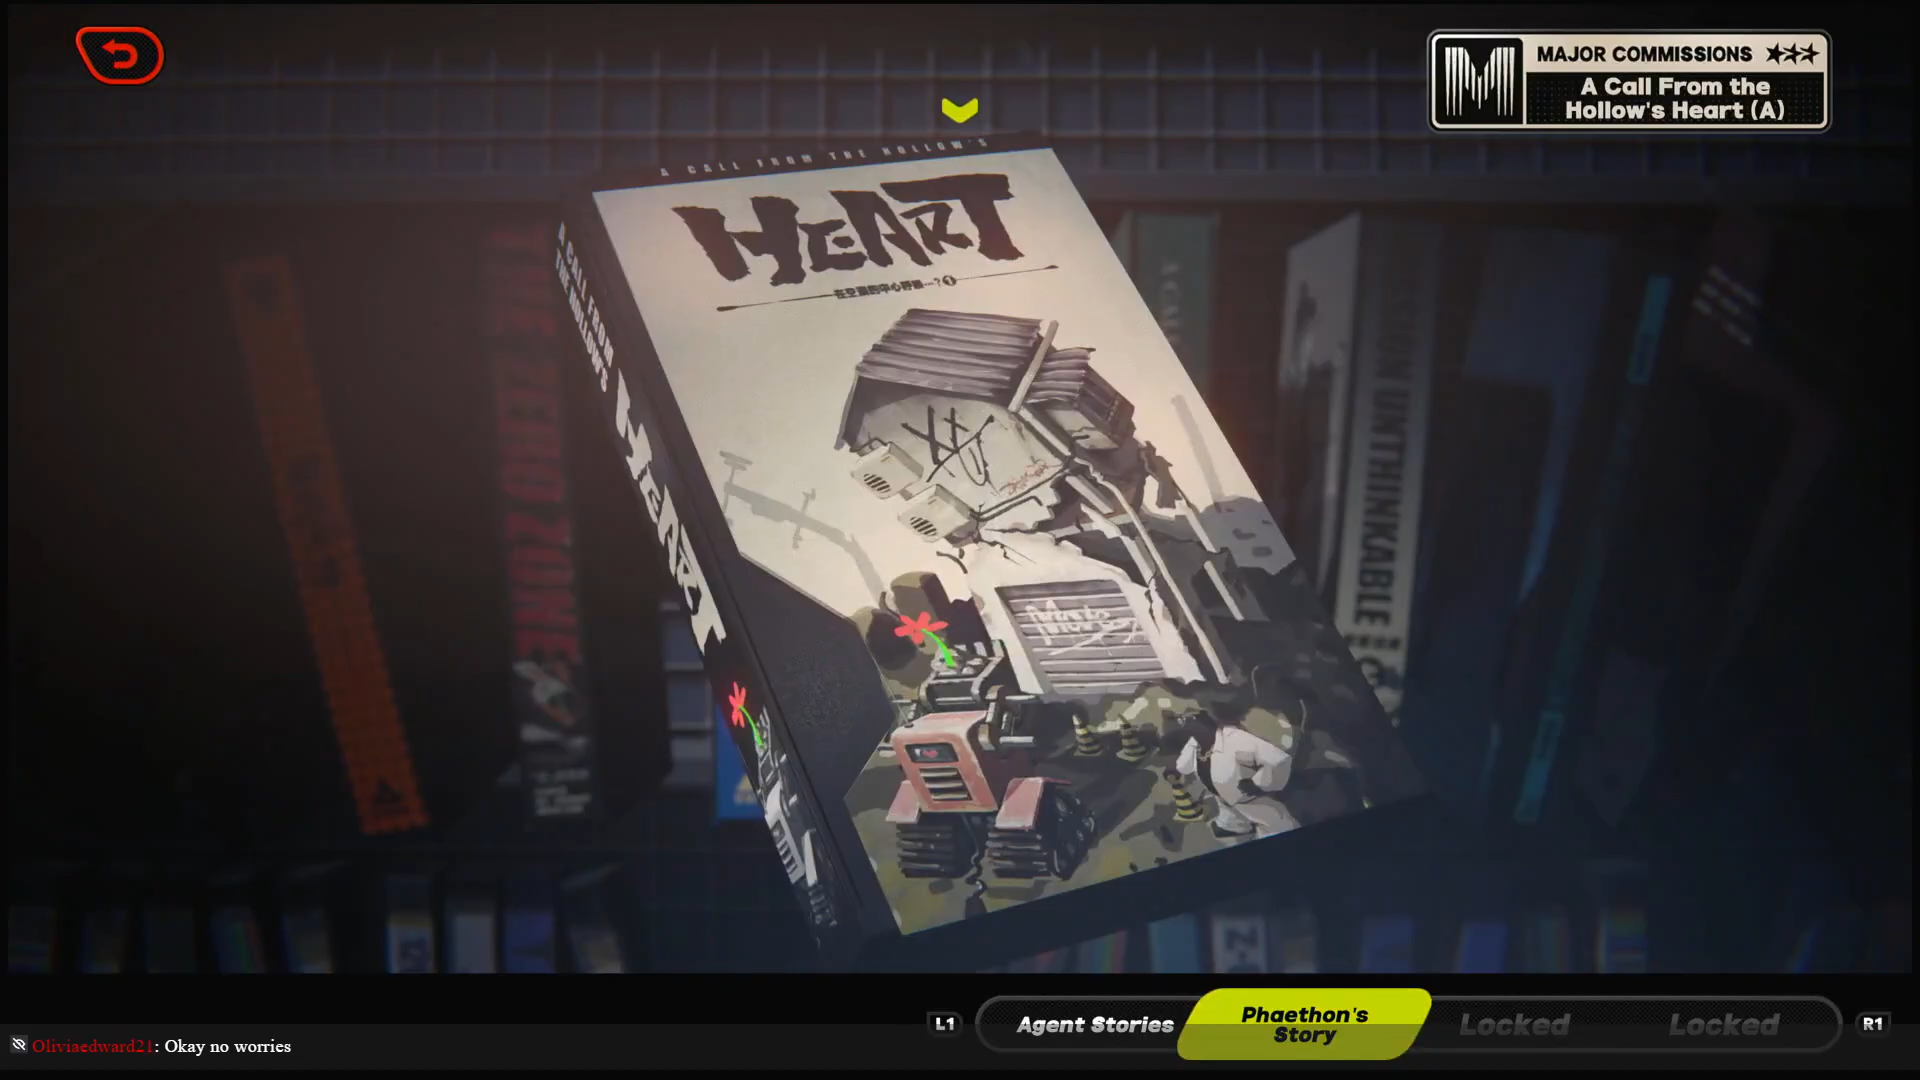 MAJOR COMMISSIONS
A Call From the
Hollow's Heart (A)
A CALL FROM THE HOLLOW'S
HEART
A CALL FROM
THE HOLLOW'S
HEART
THE ZERO ZONE
UNTHINKABLE
Move
L1
Agent Stories
Phaethon's
Story
Locked
Locked
R1
Oliviaedward21: Okay no worries